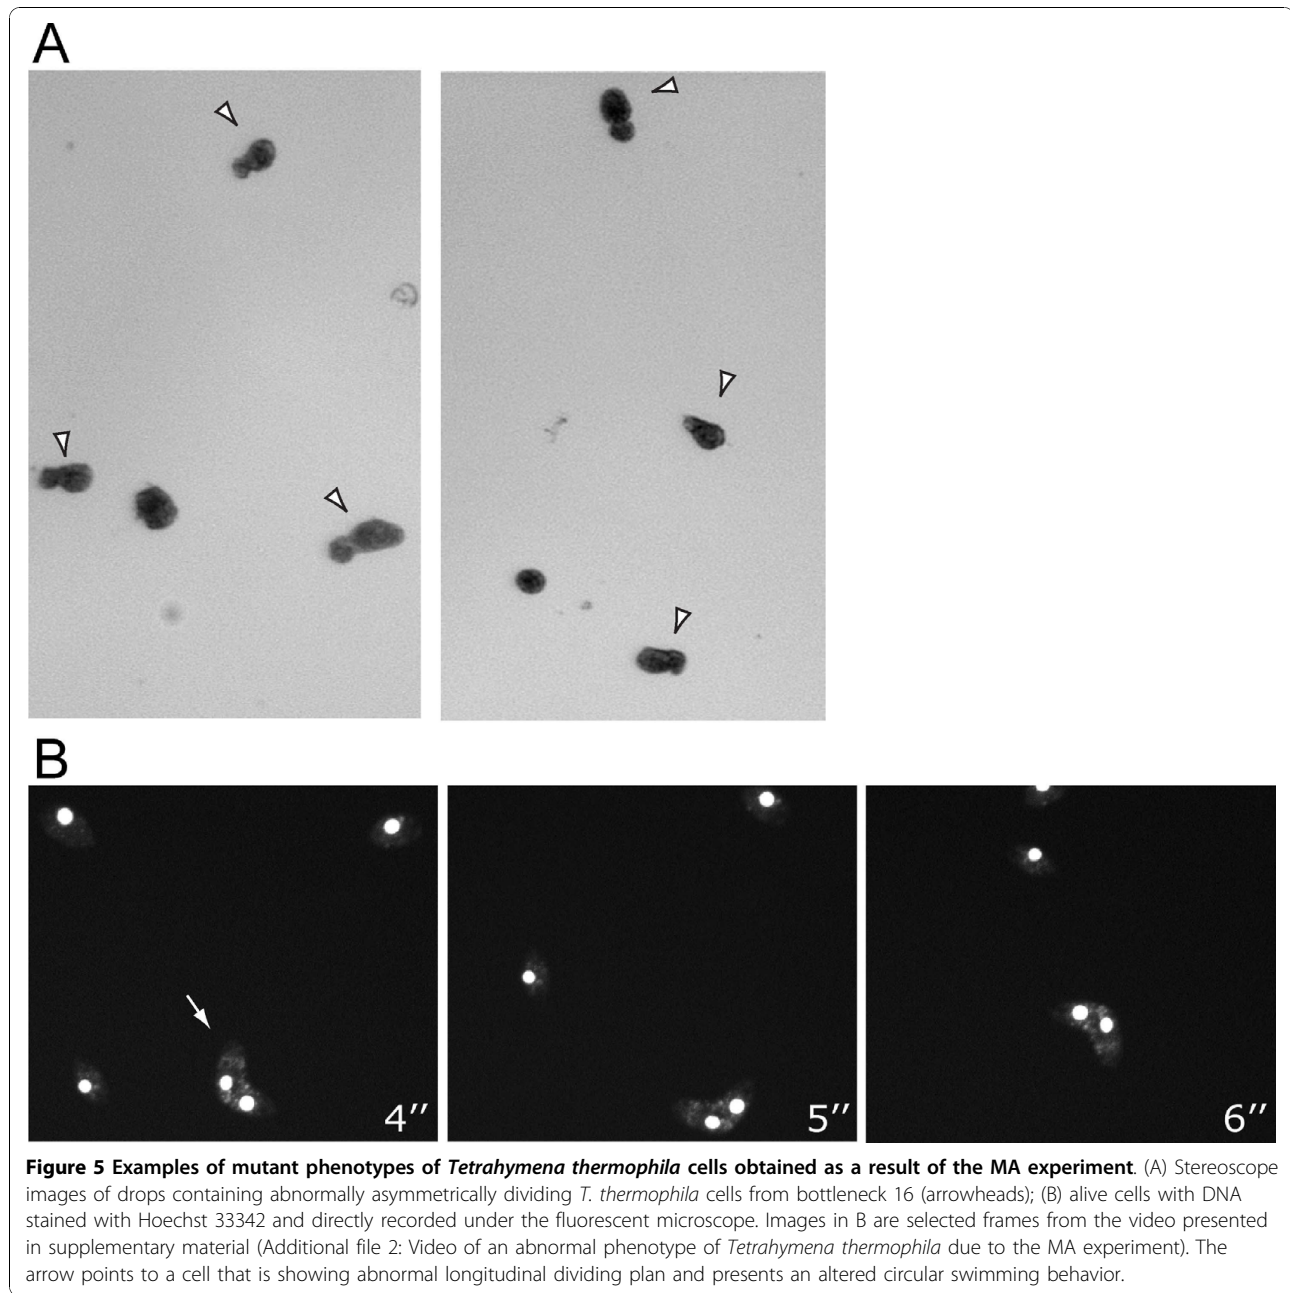 A
B
4″
5″
6″
Figure 5 Examples of mutant phenotypes of Tetrahymena thermophila cells obtained as a result of the MA experiment. (A) Stereoscope
images of drops containing abnormally asymmetrically dividing T. thermophila cells from bottleneck 16 (arrowheads); (B) alive cells with DNA
stained with Hoechst 33342 and directly recorded under the fluorescent microscope. Images in B are selected frames from the video presented
in supplementary material (Additional file 2: Video of an abnormal phenotype of Tetrahymena thermophila due to the MA experiment). The
arrow points to a cell that is showing abnormal longitudinal dividing plan and presents an altered circular swimming behavior.